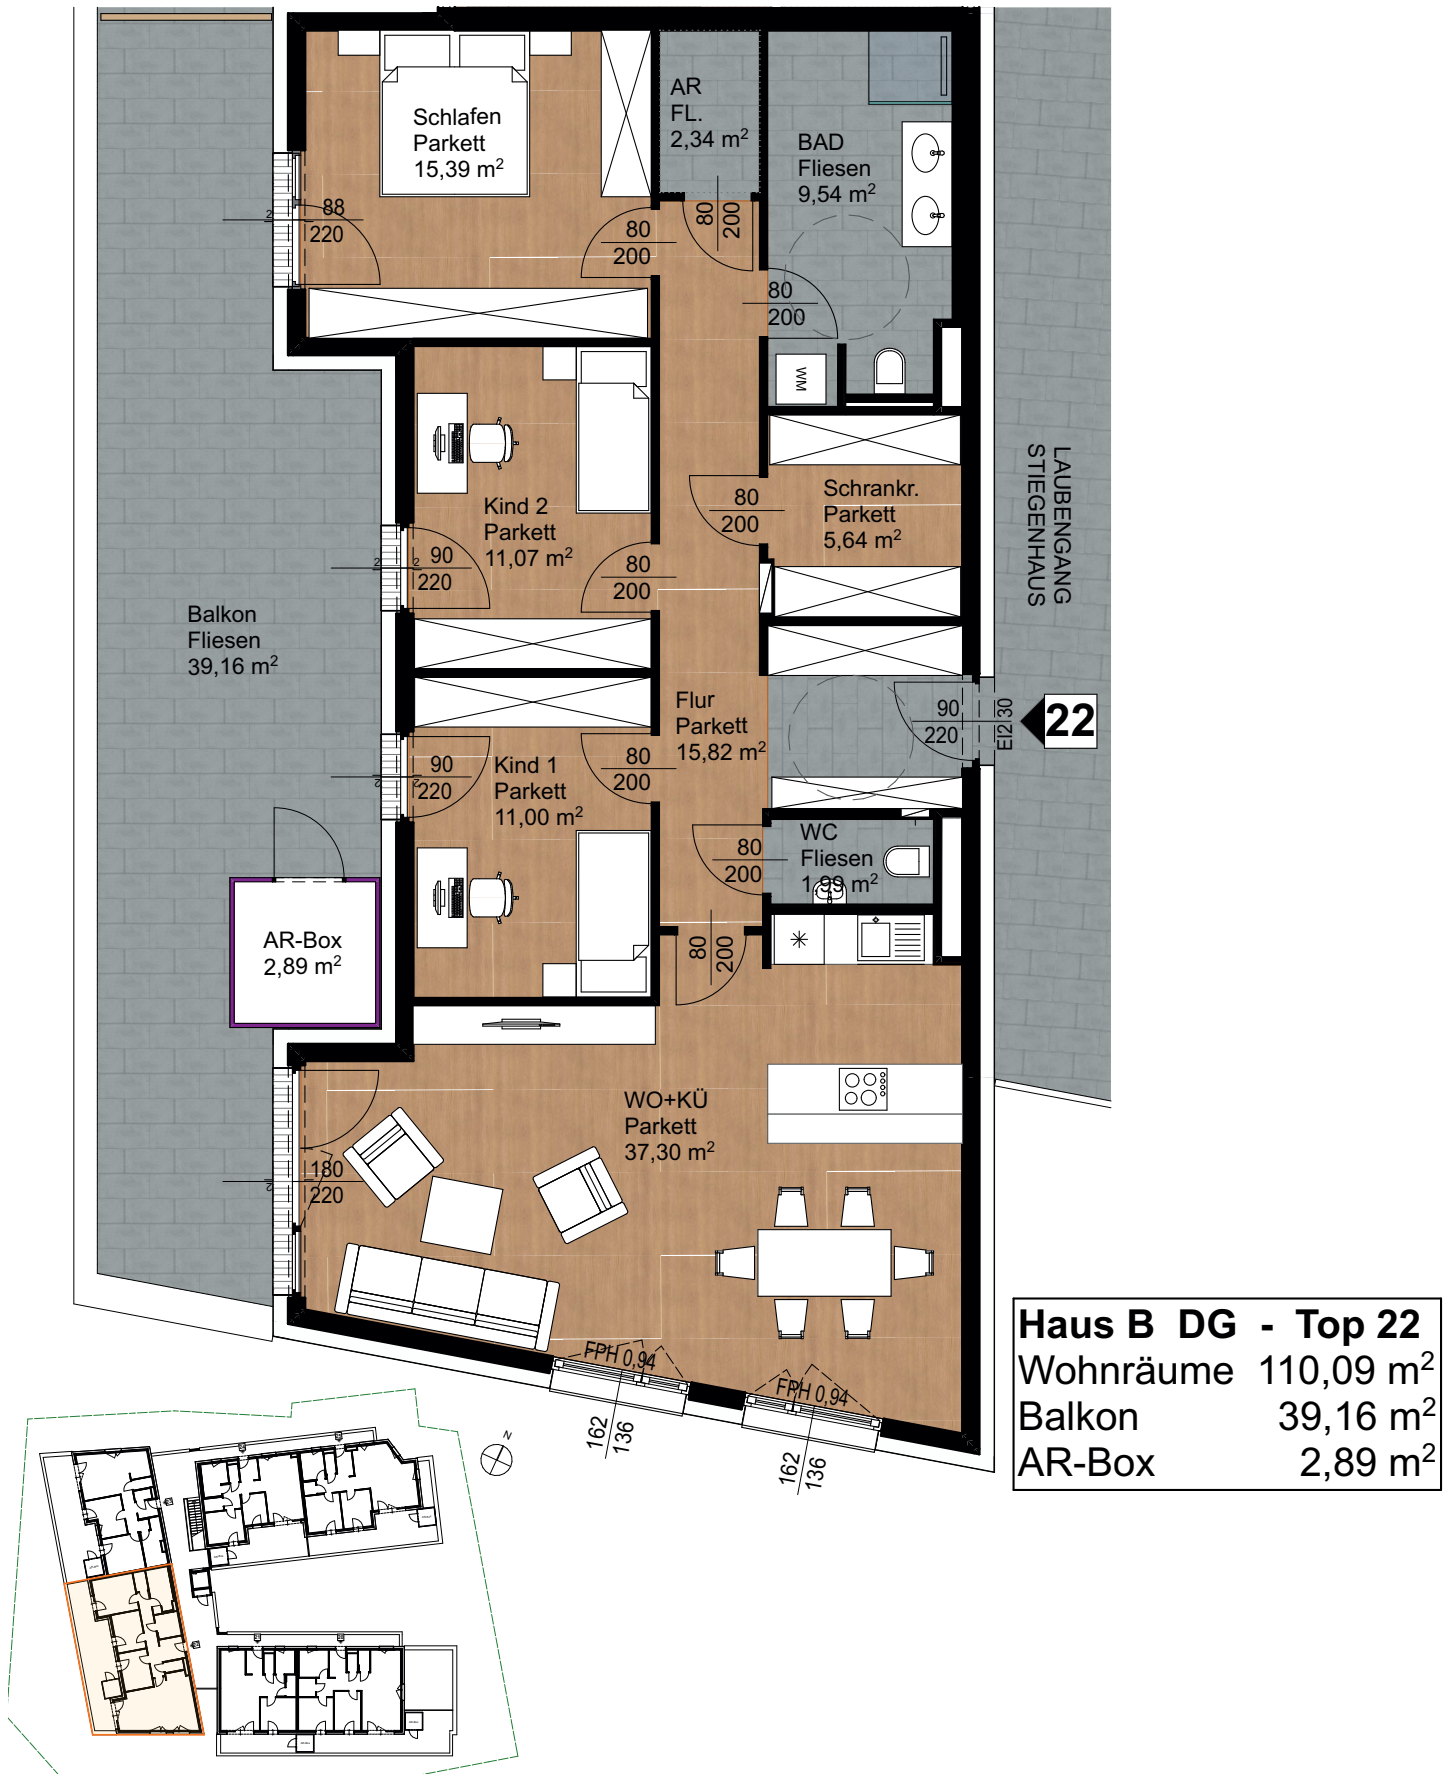 Schlafen
Parkett
15,39 m²
AR
FL.
2,34 m²
BAD
Fliesen
9,54 m²
88
220
80
200
80
200
80
200
WM
Kind 2
Parkett
11,07 m²
90
220
80
200
80
200
Schrankr.
Parkett
5,64 m²
LAUBENGANG
STIEGENHAUS
Balkon
Fliesen
39,16 m²
Flur
Parkett
15,82 m²
90
220
EI2 30
22
Kind 1
Parkett
11,00 m²
90
220
80
200
80
200
WC
Fliesen
1,99 m²
AR-Box
2,89 m²
80
200
WO+KÜ
Parkett
37,30 m²
180
220
FPH 0,94
162
136
FPH 0,94
162
136
Haus B DG - Top 22
Wohnräume 110,09 m²
Balkon 39,16 m²
AR-Box 2,89 m²
N